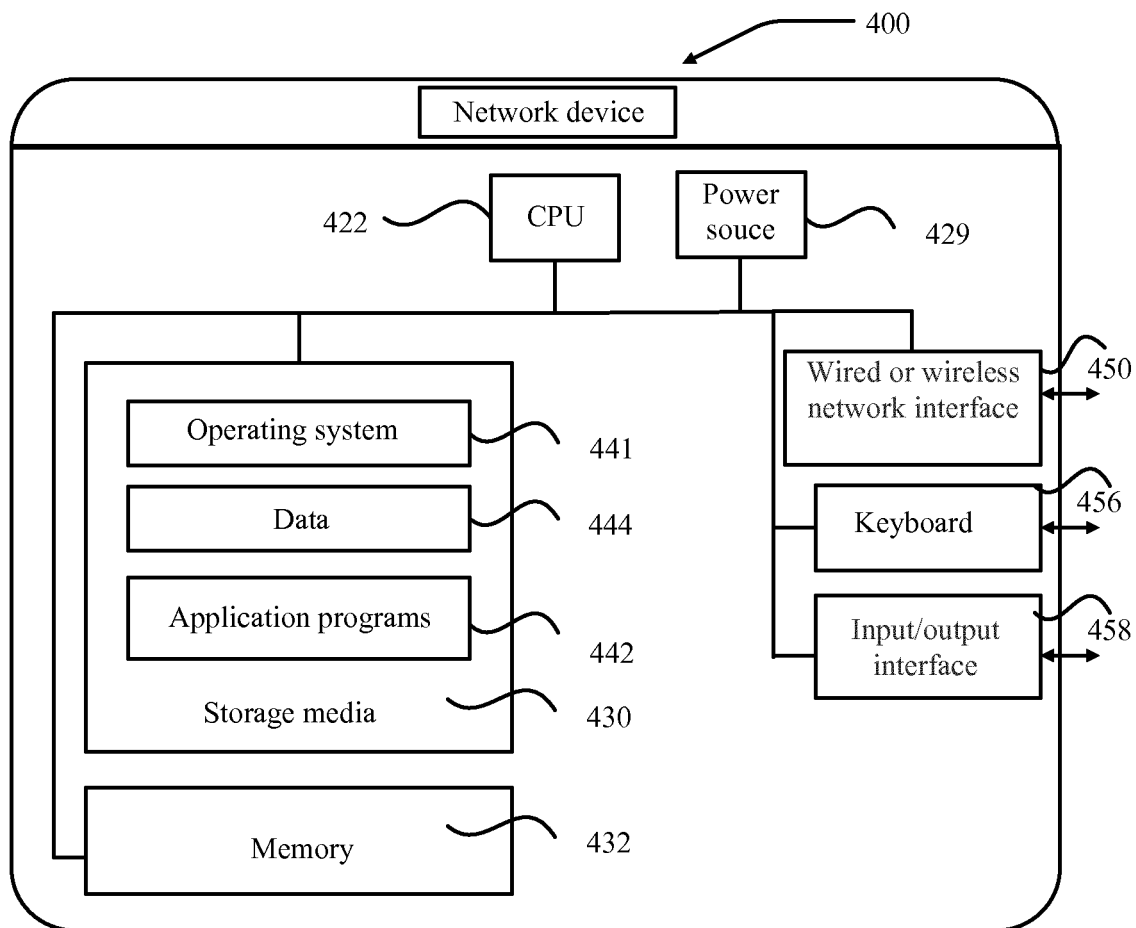 400
Network device
CPU
422
Power
souce
429
Wired or wireless
network interface
450
Operating system
441
Keyboard
456
Data
444
Application programs
442
Input/output
interface
458
Storage media
430
Memory
432